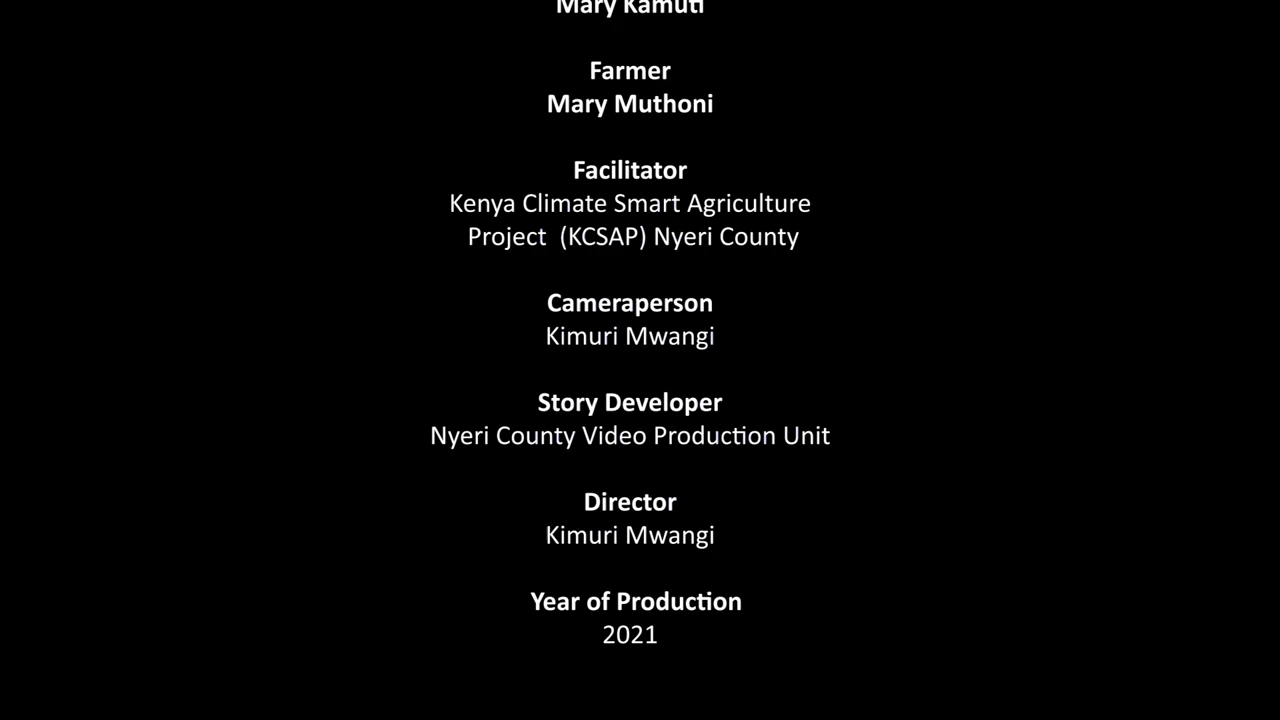 Mary Kamuti
Farmer
Mary Muthoni
Facilitator
Kenya Climate Smart Agriculture
Project (KCSAP) Nyeri County
Cameraperson
Kimuri Mwangi
Story Developer
Nyeri County Video Production Unit
Director
Kimuri Mwangi
Year of Production
2021